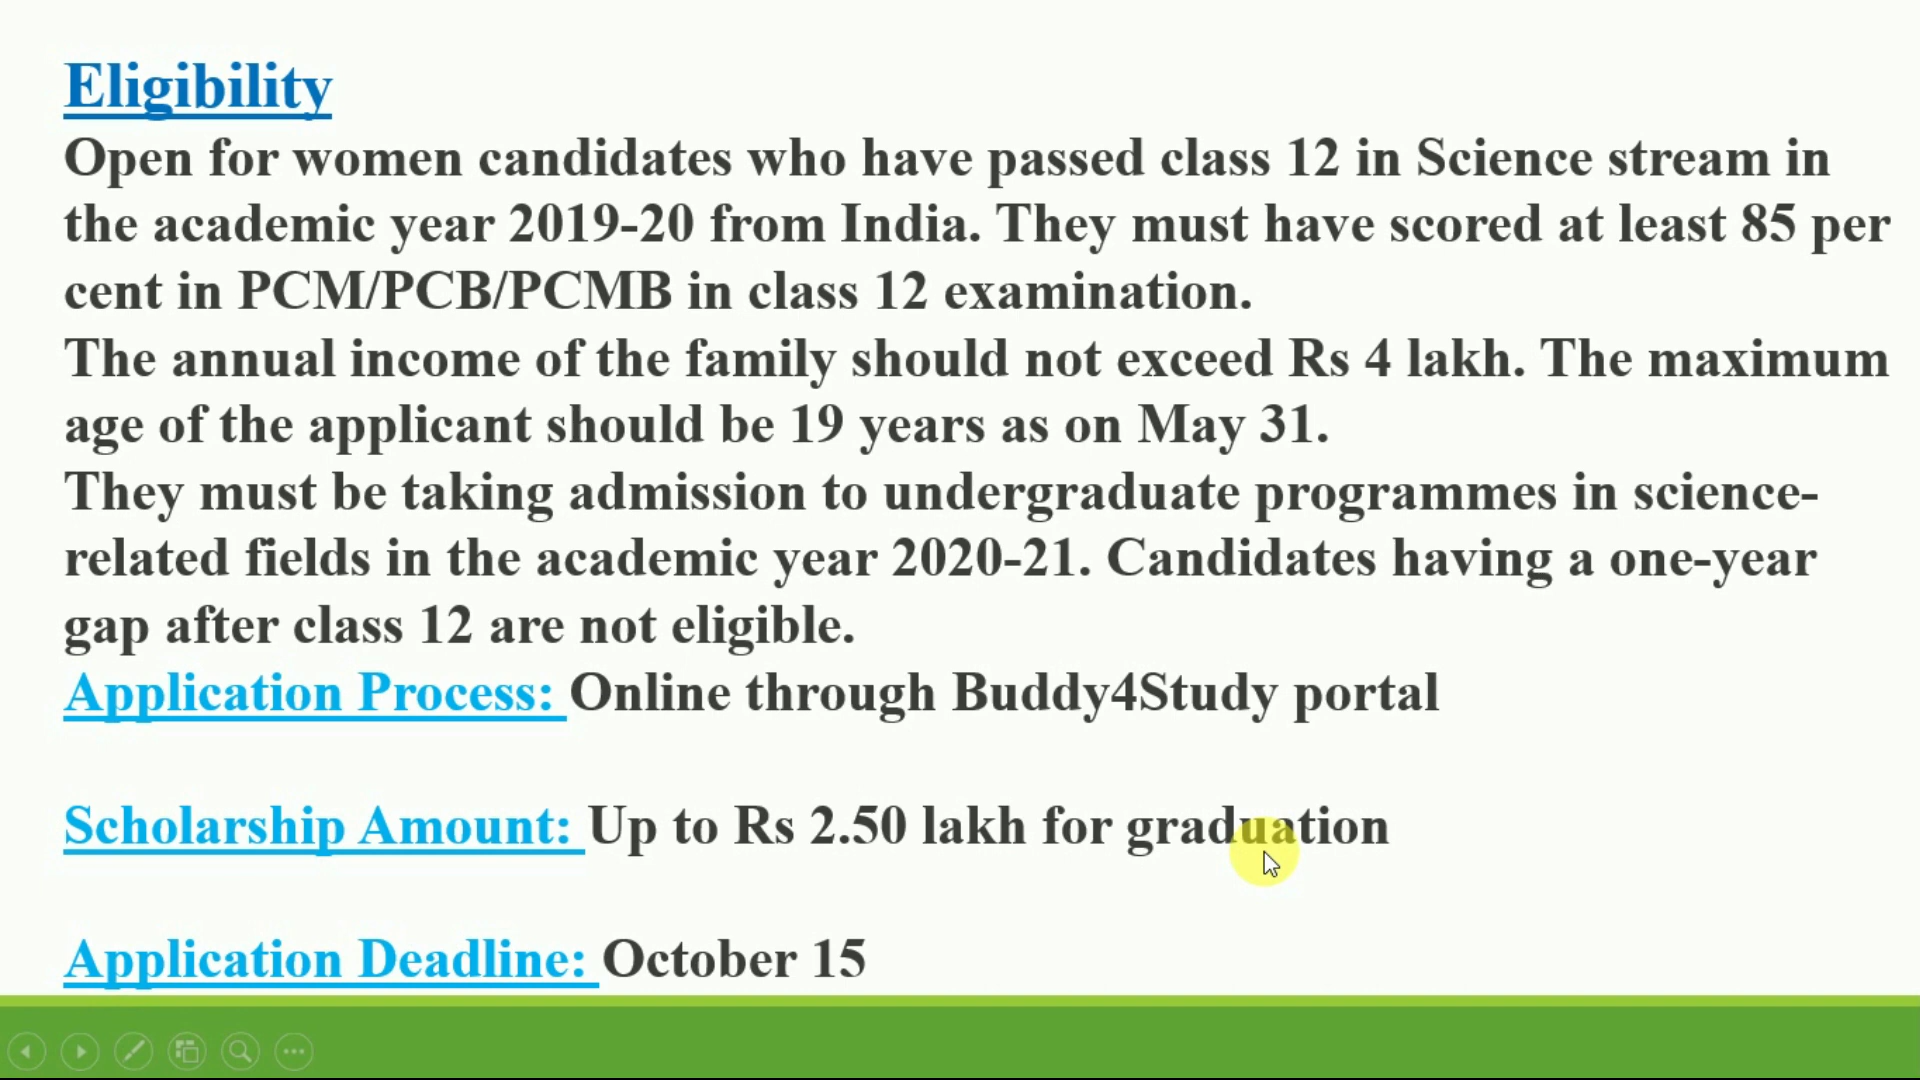 Eligibility
Open for women candidates who have passed class 12 in Science stream in
the academic year 2019-20 from India. They must have scored at least 85 per
cent in PCM/PCB/PCMB in class 12 examination.
The annual income of the family should not exceed Rs 4 lakh. The maximum
age of the applicant should be 19 years as on May 31.
They must be taking admission to undergraduate programmes in science-
related fields in the academic year 2020-21. Candidates having a one-year
gap after class 12 are not eligible.
Application Process: Online through Buddy4Study portal
Scholarship Amount: Up to Rs 2.50 lakh for graduation
Application Deadline: October 15